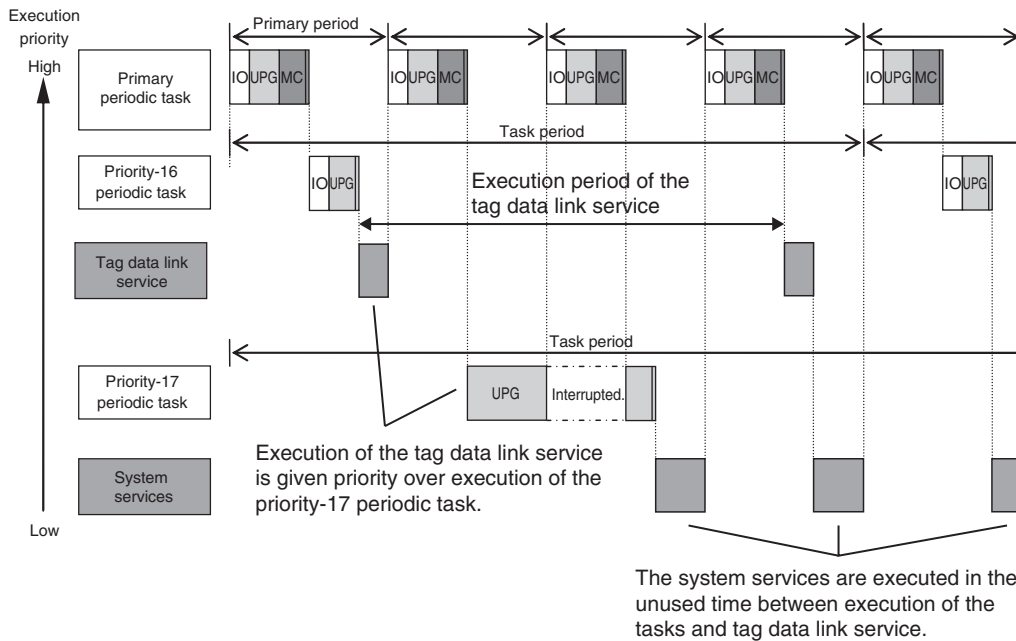 Execution
priority
High
Primary period
Primary
periodic task
IO UPG MC
IO UPG MC
IO UPG MC
IO UPG MC
IO UPG MC
Task period
Priority-16
periodic task
IO UPG
Execution period of the
tag data link service
IO UPG
Tag data link
service
Task period
Priority-17
periodic task
UPG
Interrupted.
Execution of the tag data link service
is given priority over execution of the
priority-17 periodic task.
System
services
Low
The system services are executed in the
unused time between execution of the
tasks and tag data link service.